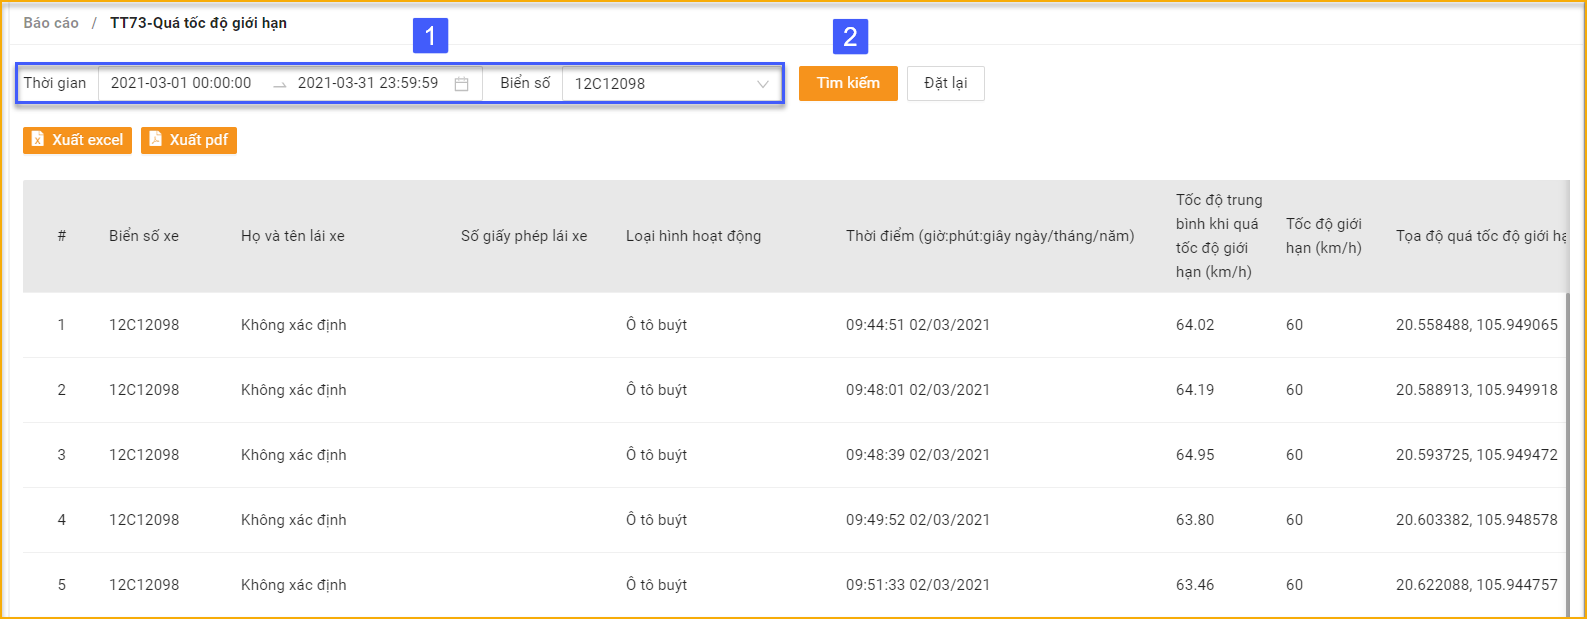 Báo cáo / TT73-Quá tốc độ giới hạn
1
2
Thời gian 2021-03-01 00:00:00 → 2021-03-31 23:59:59 Biển số 12C12098 Tìm kiếm Đặt lại
Xuất excel Xuất pdf
# Biển số xe Họ và tên lái xe Số giấy phép lái xe Loại hình hoạt động Thời điểm (giờ:phút:giây ngày/tháng/năm)
Tốc độ trung
bình khi quá
tốc độ giới
hạn (km/h)
Tốc độ giới
hạn (km/h)
Tọa độ quá tốc độ giới hạ
1 12C12098 Không xác định Ô tô buýt 09:44:51 02/03/2021 64.02 60 20.558488, 105.949065
2 12C12098 Không xác định Ô tô buýt 09:48:01 02/03/2021 64.19 60 20.588913, 105.949918
3 12C12098 Không xác định Ô tô buýt 09:48:39 02/03/2021 64.95 60 20.593725, 105.949472
4 12C12098 Không xác định Ô tô buýt 09:49:52 02/03/2021 63.80 60 20.603382, 105.948578
5 12C12098 Không xác định Ô tô buýt 09:51:33 02/03/2021 63.46 60 20.622088, 105.944757